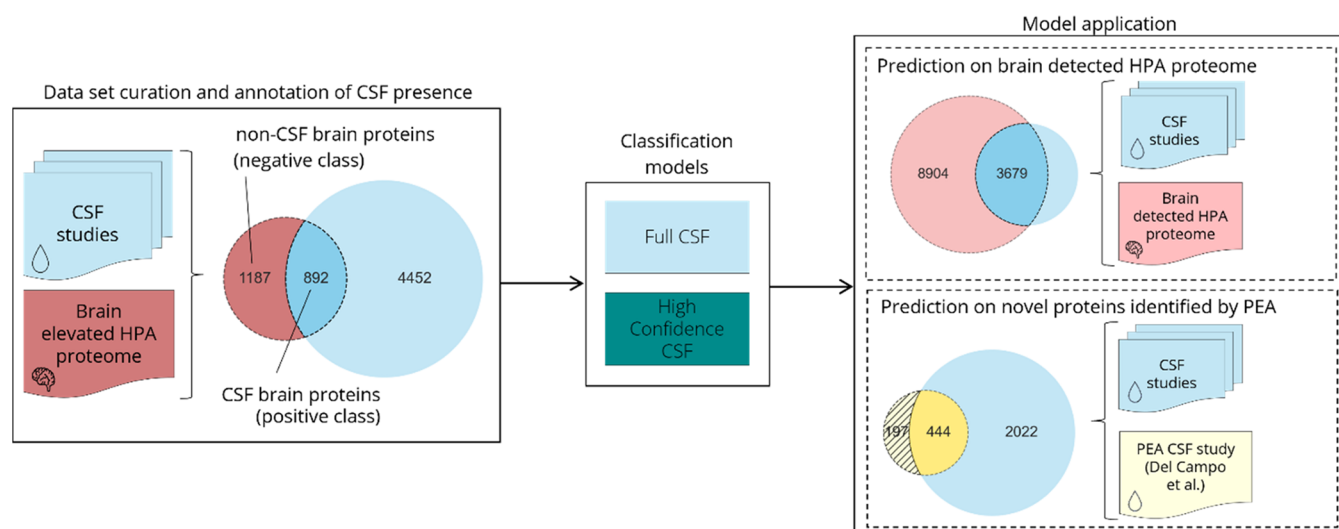 Data set curation and annotation of CSF presence
non-CSF brain proteins
(negative class)
CSF
studies
Brain
elevated HPA
proteome
1187
892
4452
CSF brain proteins
(positive class)
Classification
models
Full CSF
High
Confidence
CSF
Model application
Prediction on brain detected HPA proteome
8904
3679
CSF
studies
Brain
detected HPA
proteome
Prediction on novel proteins identified by PEA
197
444
2022
CSF
studies
PEA CSF study
(Del Campo
et al.)